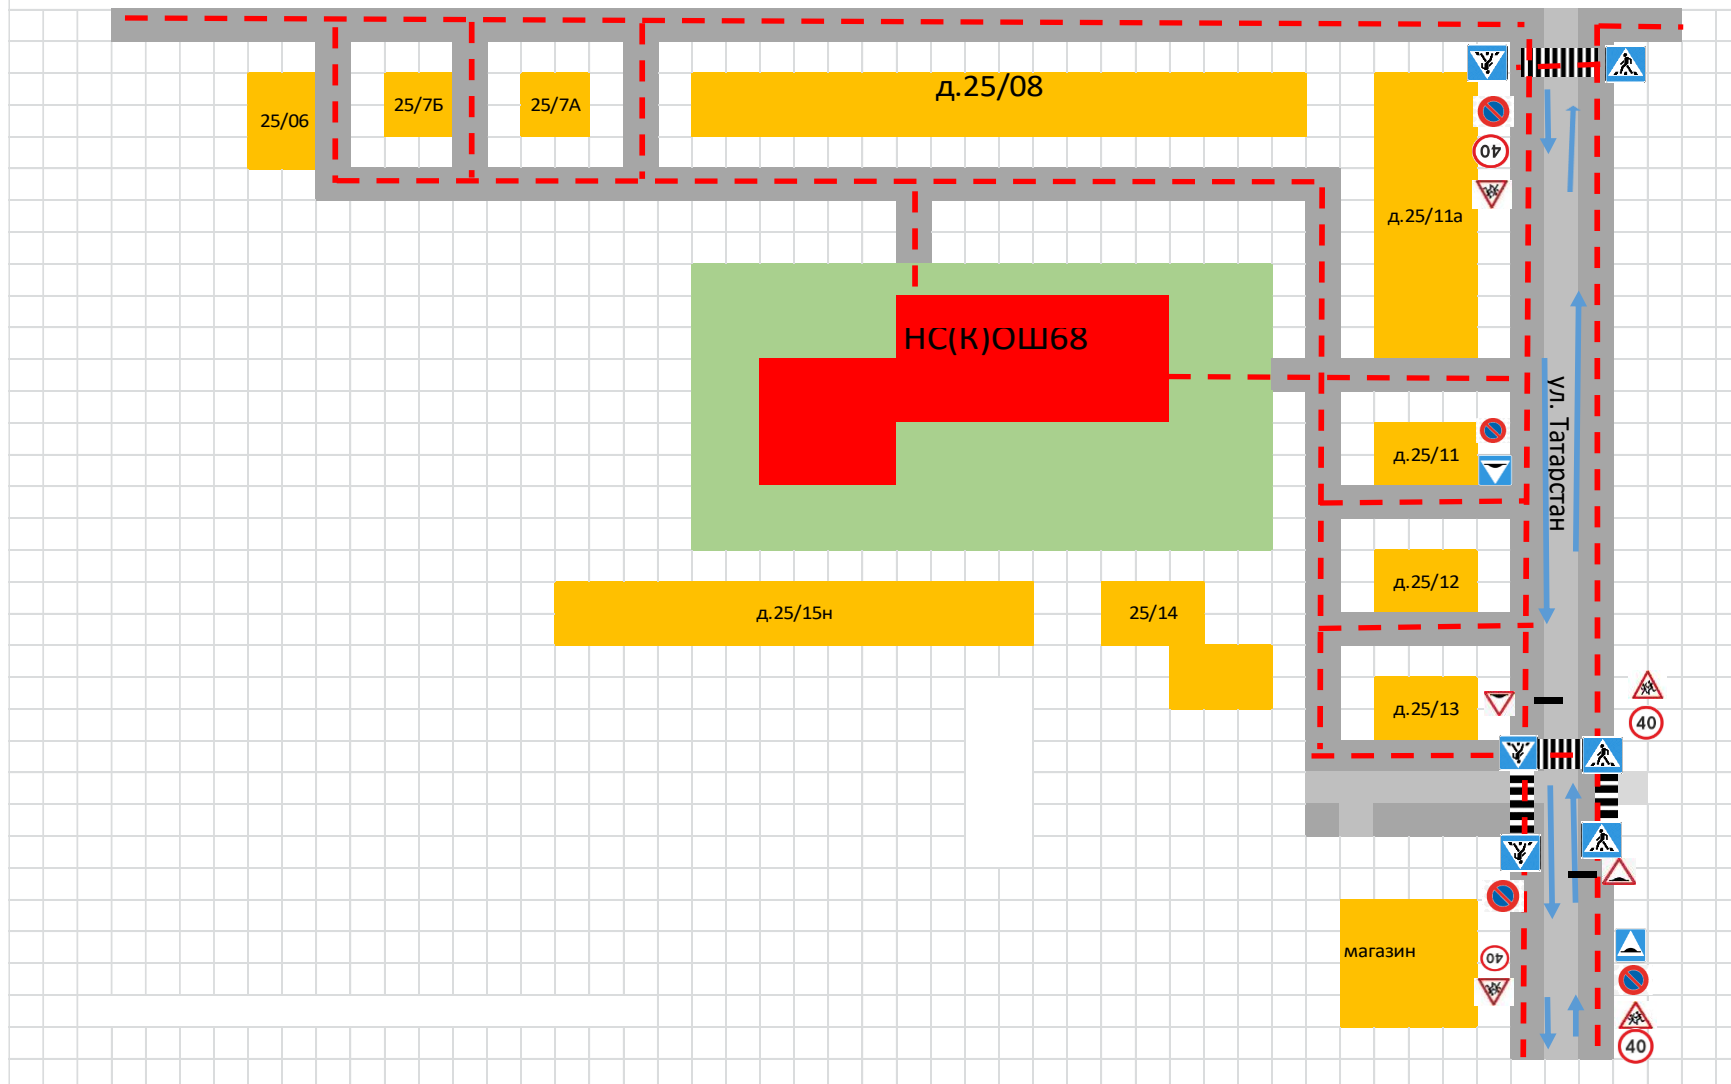 д.25/08
25/06
25/7Б
25/7А
40
д.25/11а
НС(К)ОШ68
ул. Татарстан
д.25/11
д.25/12
д.25/15н
25/14
д.25/13
40
магазин
40
40